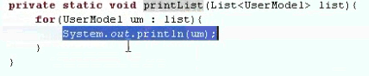 private static void printList(List<UserModel> list){
for(UserModel um : list){
System.out.println(um);
}
}